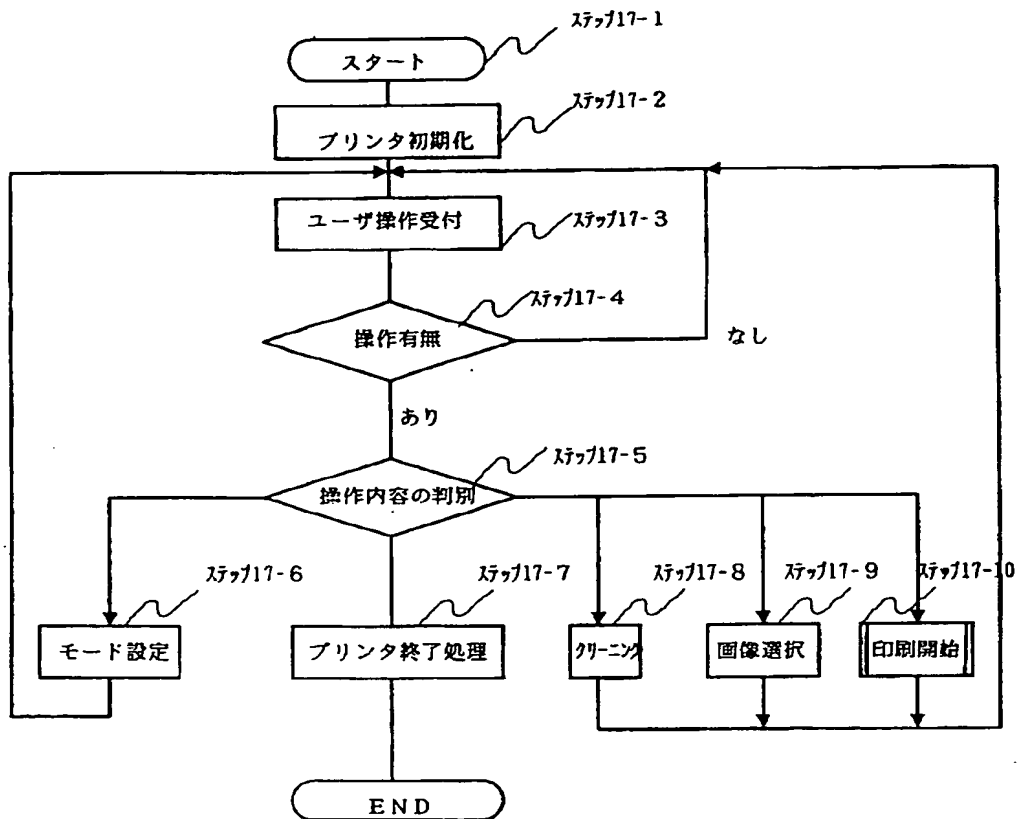 ｽﾃｯﾌﾟ17-1
スタート
ｽﾃｯﾌﾟ17-2
プリンタ初期化
ユーザ操作受付
ｽﾃｯﾌﾟ17-3
ｽﾃｯﾌﾟ17-4
操作有無
なし
あり
ｽﾃｯﾌﾟ17-5
操作内容の判別
ｽﾃｯﾌﾟ17-6
ｽﾃｯﾌﾟ17-7
ｽﾃｯﾌﾟ17-8
ｽﾃｯﾌﾟ17-9
ｽﾃｯﾌﾟ17-10
モード設定
プリンタ終了処理
ｸﾘｰﾆﾝｸﾞ
画像選択
印刷開始
END